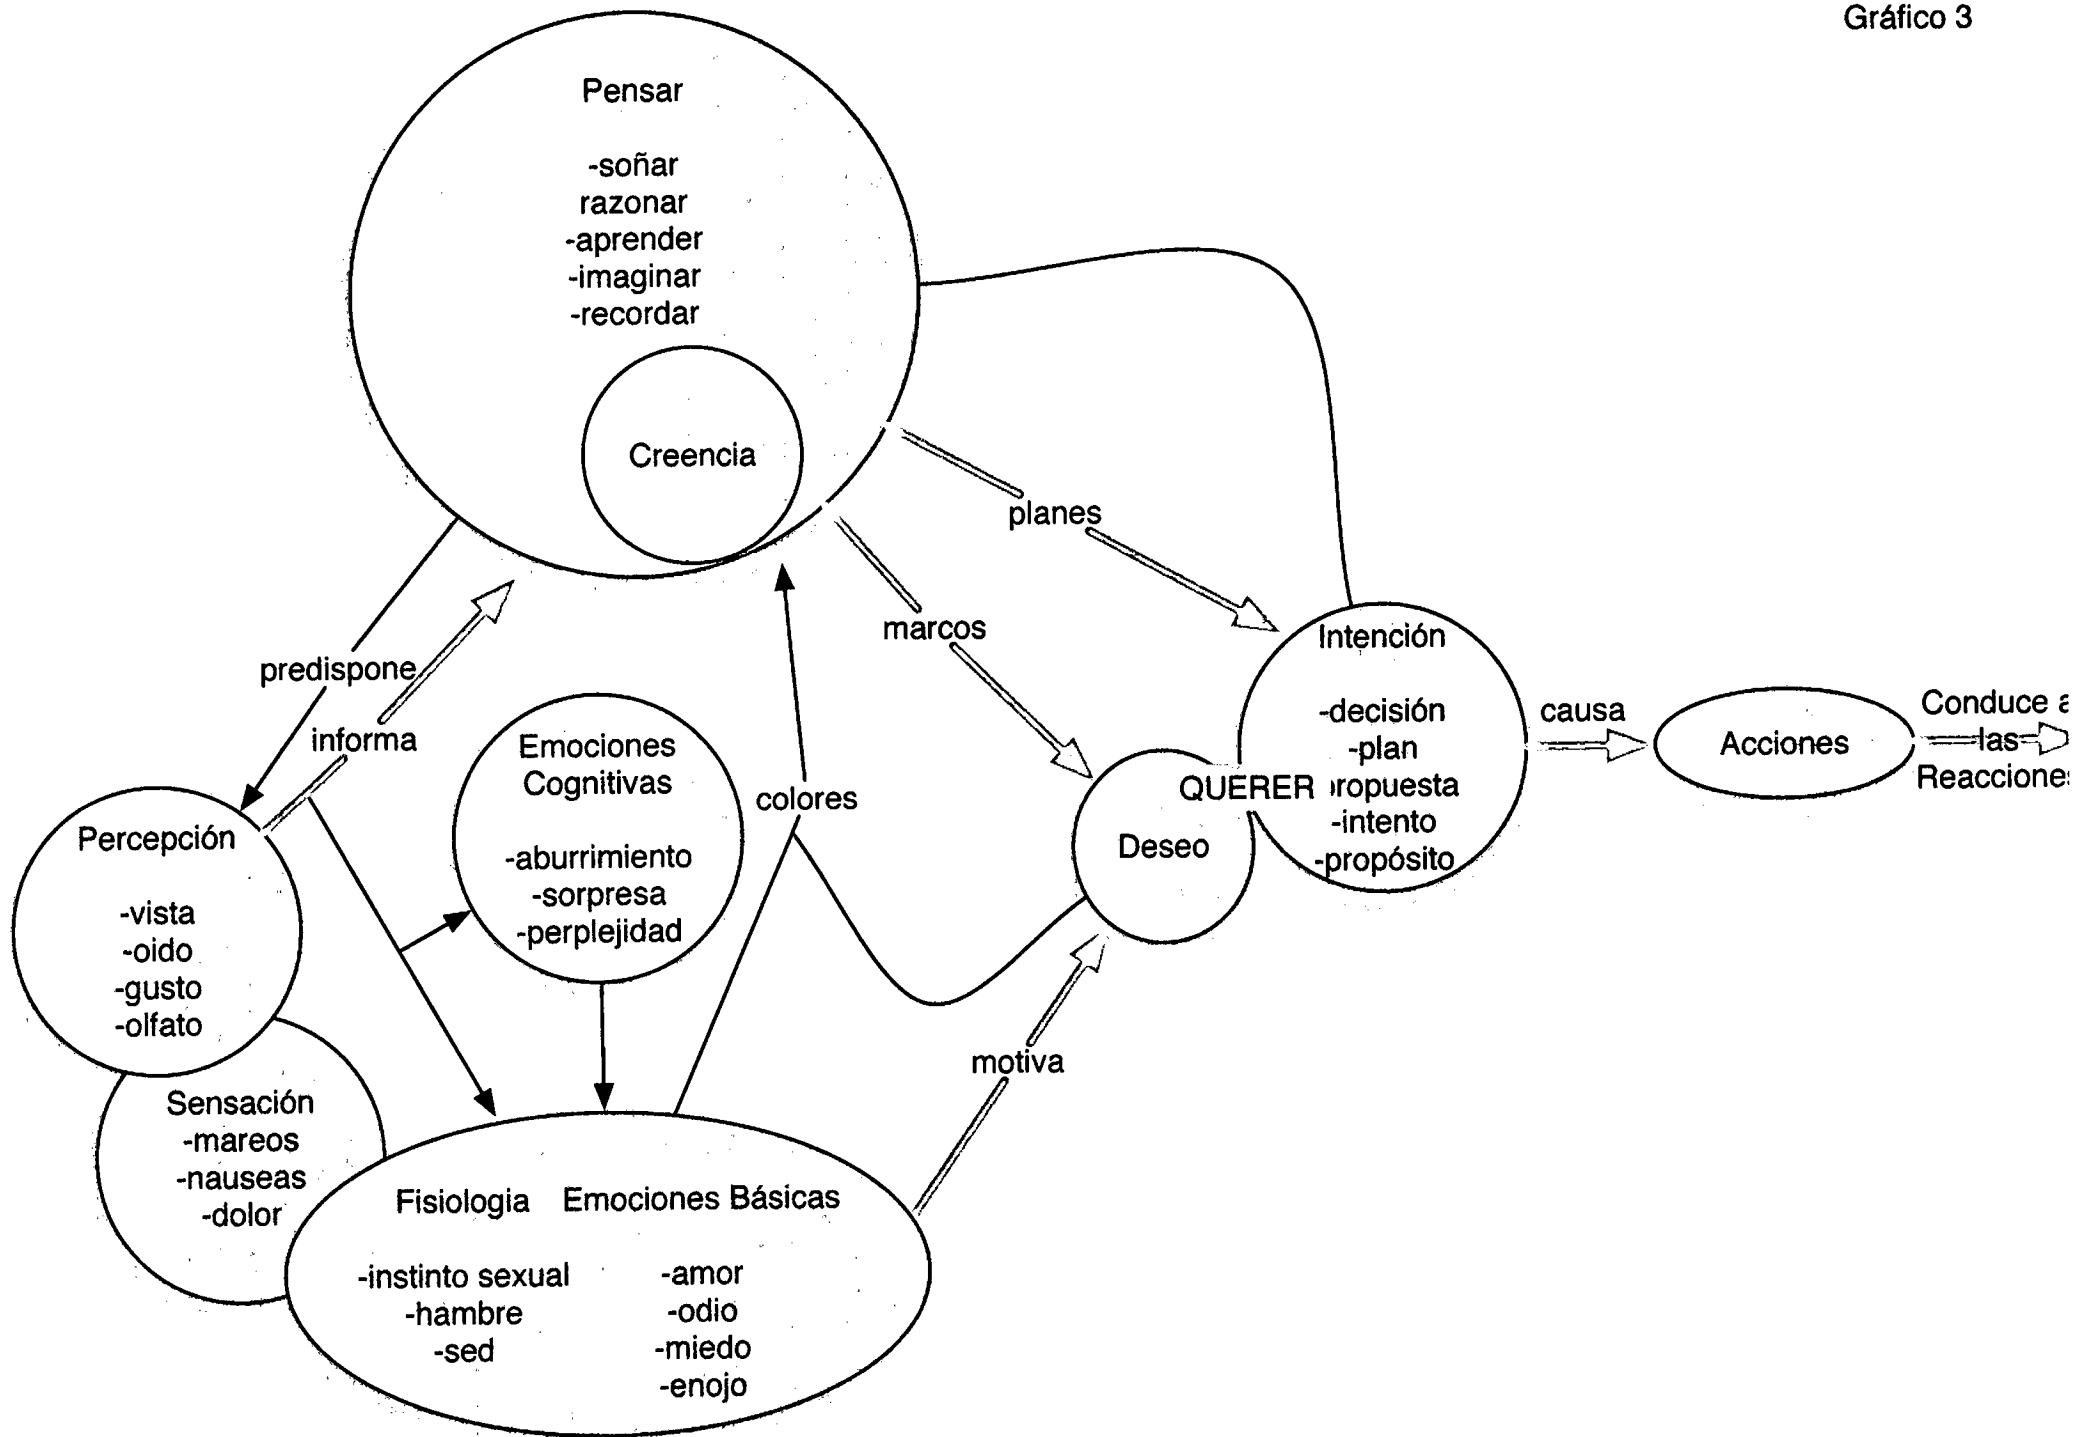 Gráfico 3
Pensar
-soñar
razonar
-aprender
-imaginar
-recordar
Creencia
planes
marcos
predispone
informa
Emociones
Cognitivas
-aburrimiento
-sorpresa
-perplejidad
colores
Percepción
-vista
-oido
-gusto
-olfato
Sensación
-mareos
-nauseas
-dolor
Fisiologia
-instinto sexual
-hambre
-sed
Emociones Básicas
-amor
-odio
-miedo
-enojo
motiva
Deseo
QUERER
Intención
-decisión
-plan
ropuesta
-intento
-propósito
causa
Acciones
Conduce a
las
Reaccione